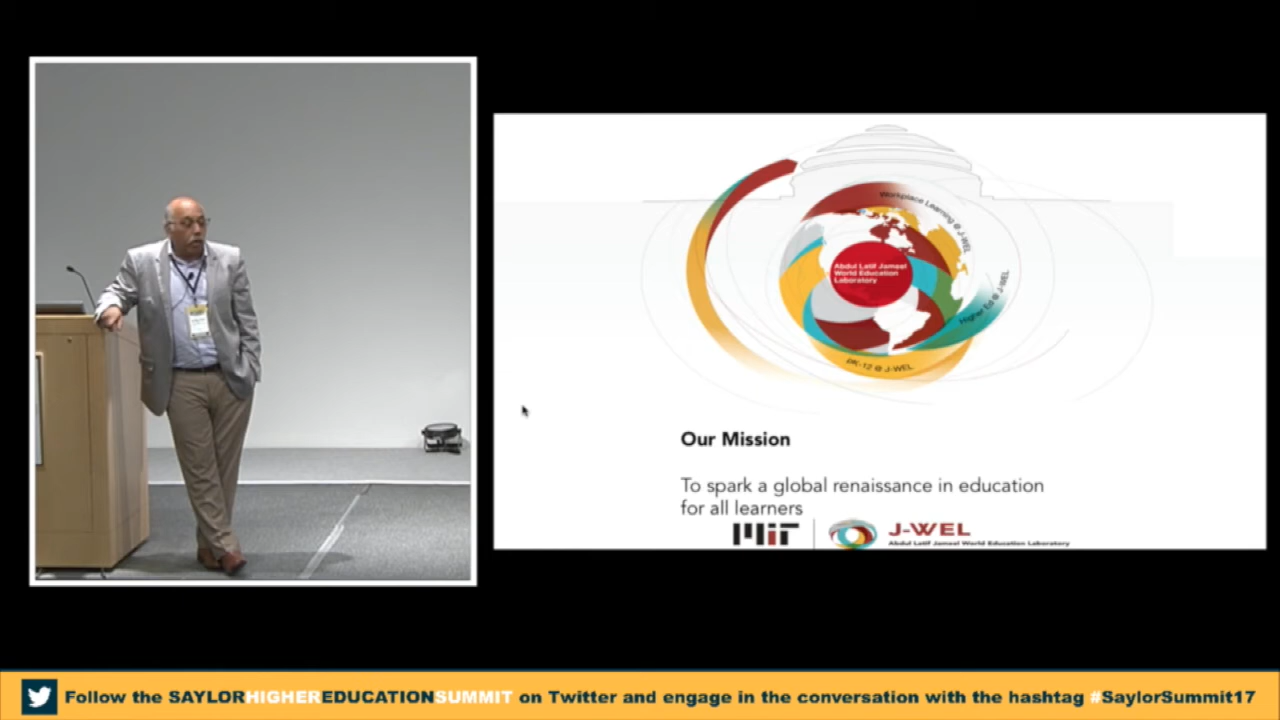 Workplace Learning @ J-WEL
Abdul Latif Jameel
World Education
Laboratory
Higher Ed @ J-WEL
pK-12 @ J-WEL
Our Mission
To spark a global renaissance in education
for all learners
MIT
J-WEL
Abdul Latif Jameel World Education Laboratory
Follow the SAYLORHIGHEREDUCATIONSUMMIT on Twitter and engage in the conversation with the hashtag #SaylorSummit17